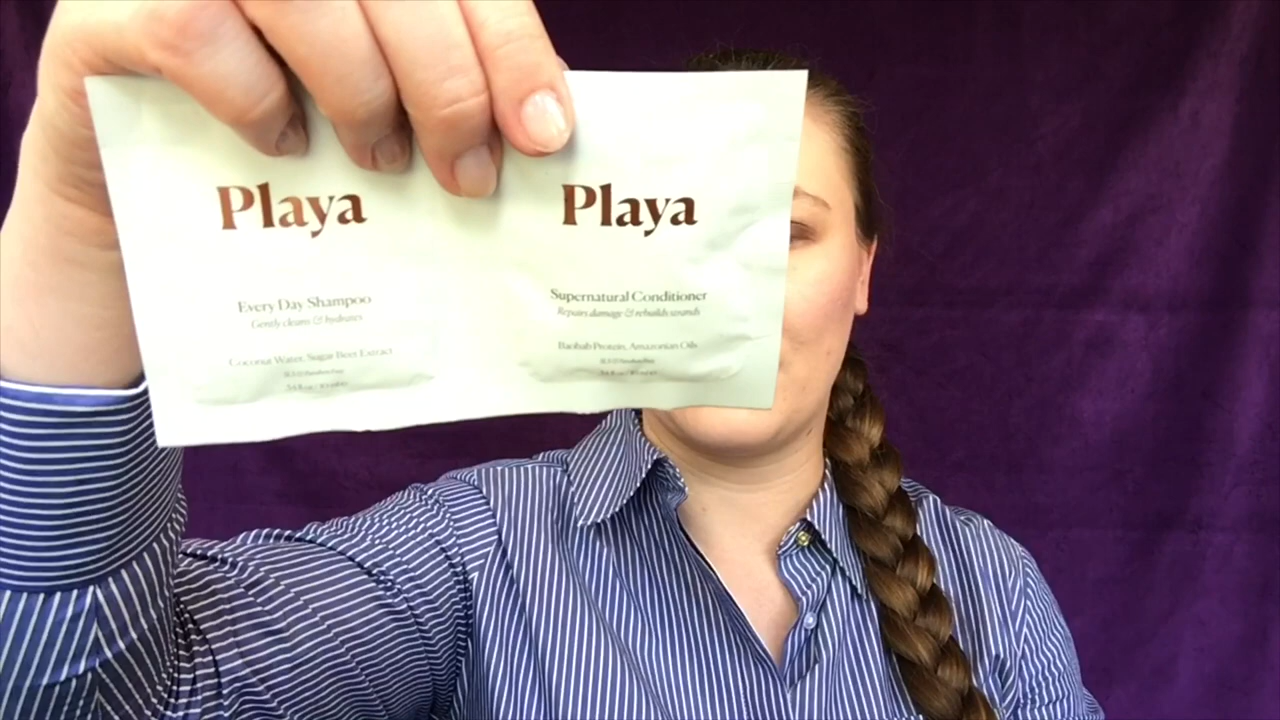 Playa
Every Day Shampoo
Gently cleans & hydrates
Coconut Water, Sugar Beet Extract
Playa
Supernatural Conditioner
Repairs damage & rebuilds strands
Baobab Protein, Amazonian Oils